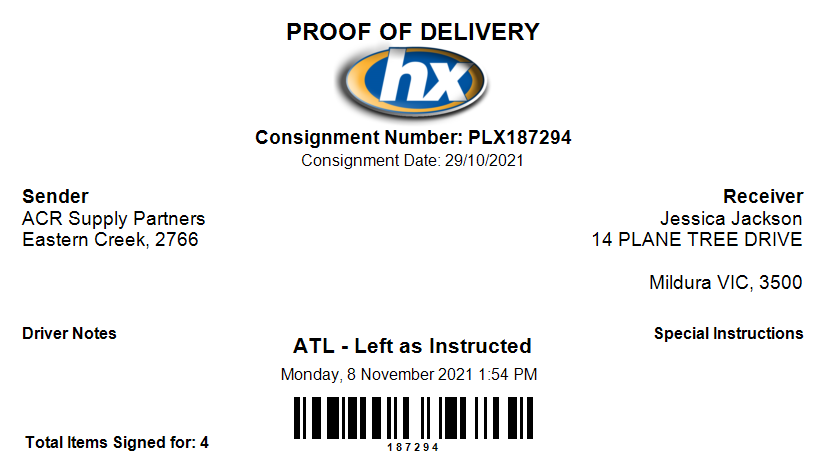 PROOF OF DELIVERY
hx
Consignment Number: PLX187294
Consignment Date: 29/10/2021
Sender
ACR Supply Partners
Eastern Creek, 2766
Receiver
Jessica Jackson
14 PLANE TREE DRIVE
Mildura VIC, 3500
Driver Notes
Special Instructions
ATL - Left as Instructed
Monday, 8 November 2021 1:54 PM
187294
Total Items Signed for: 4